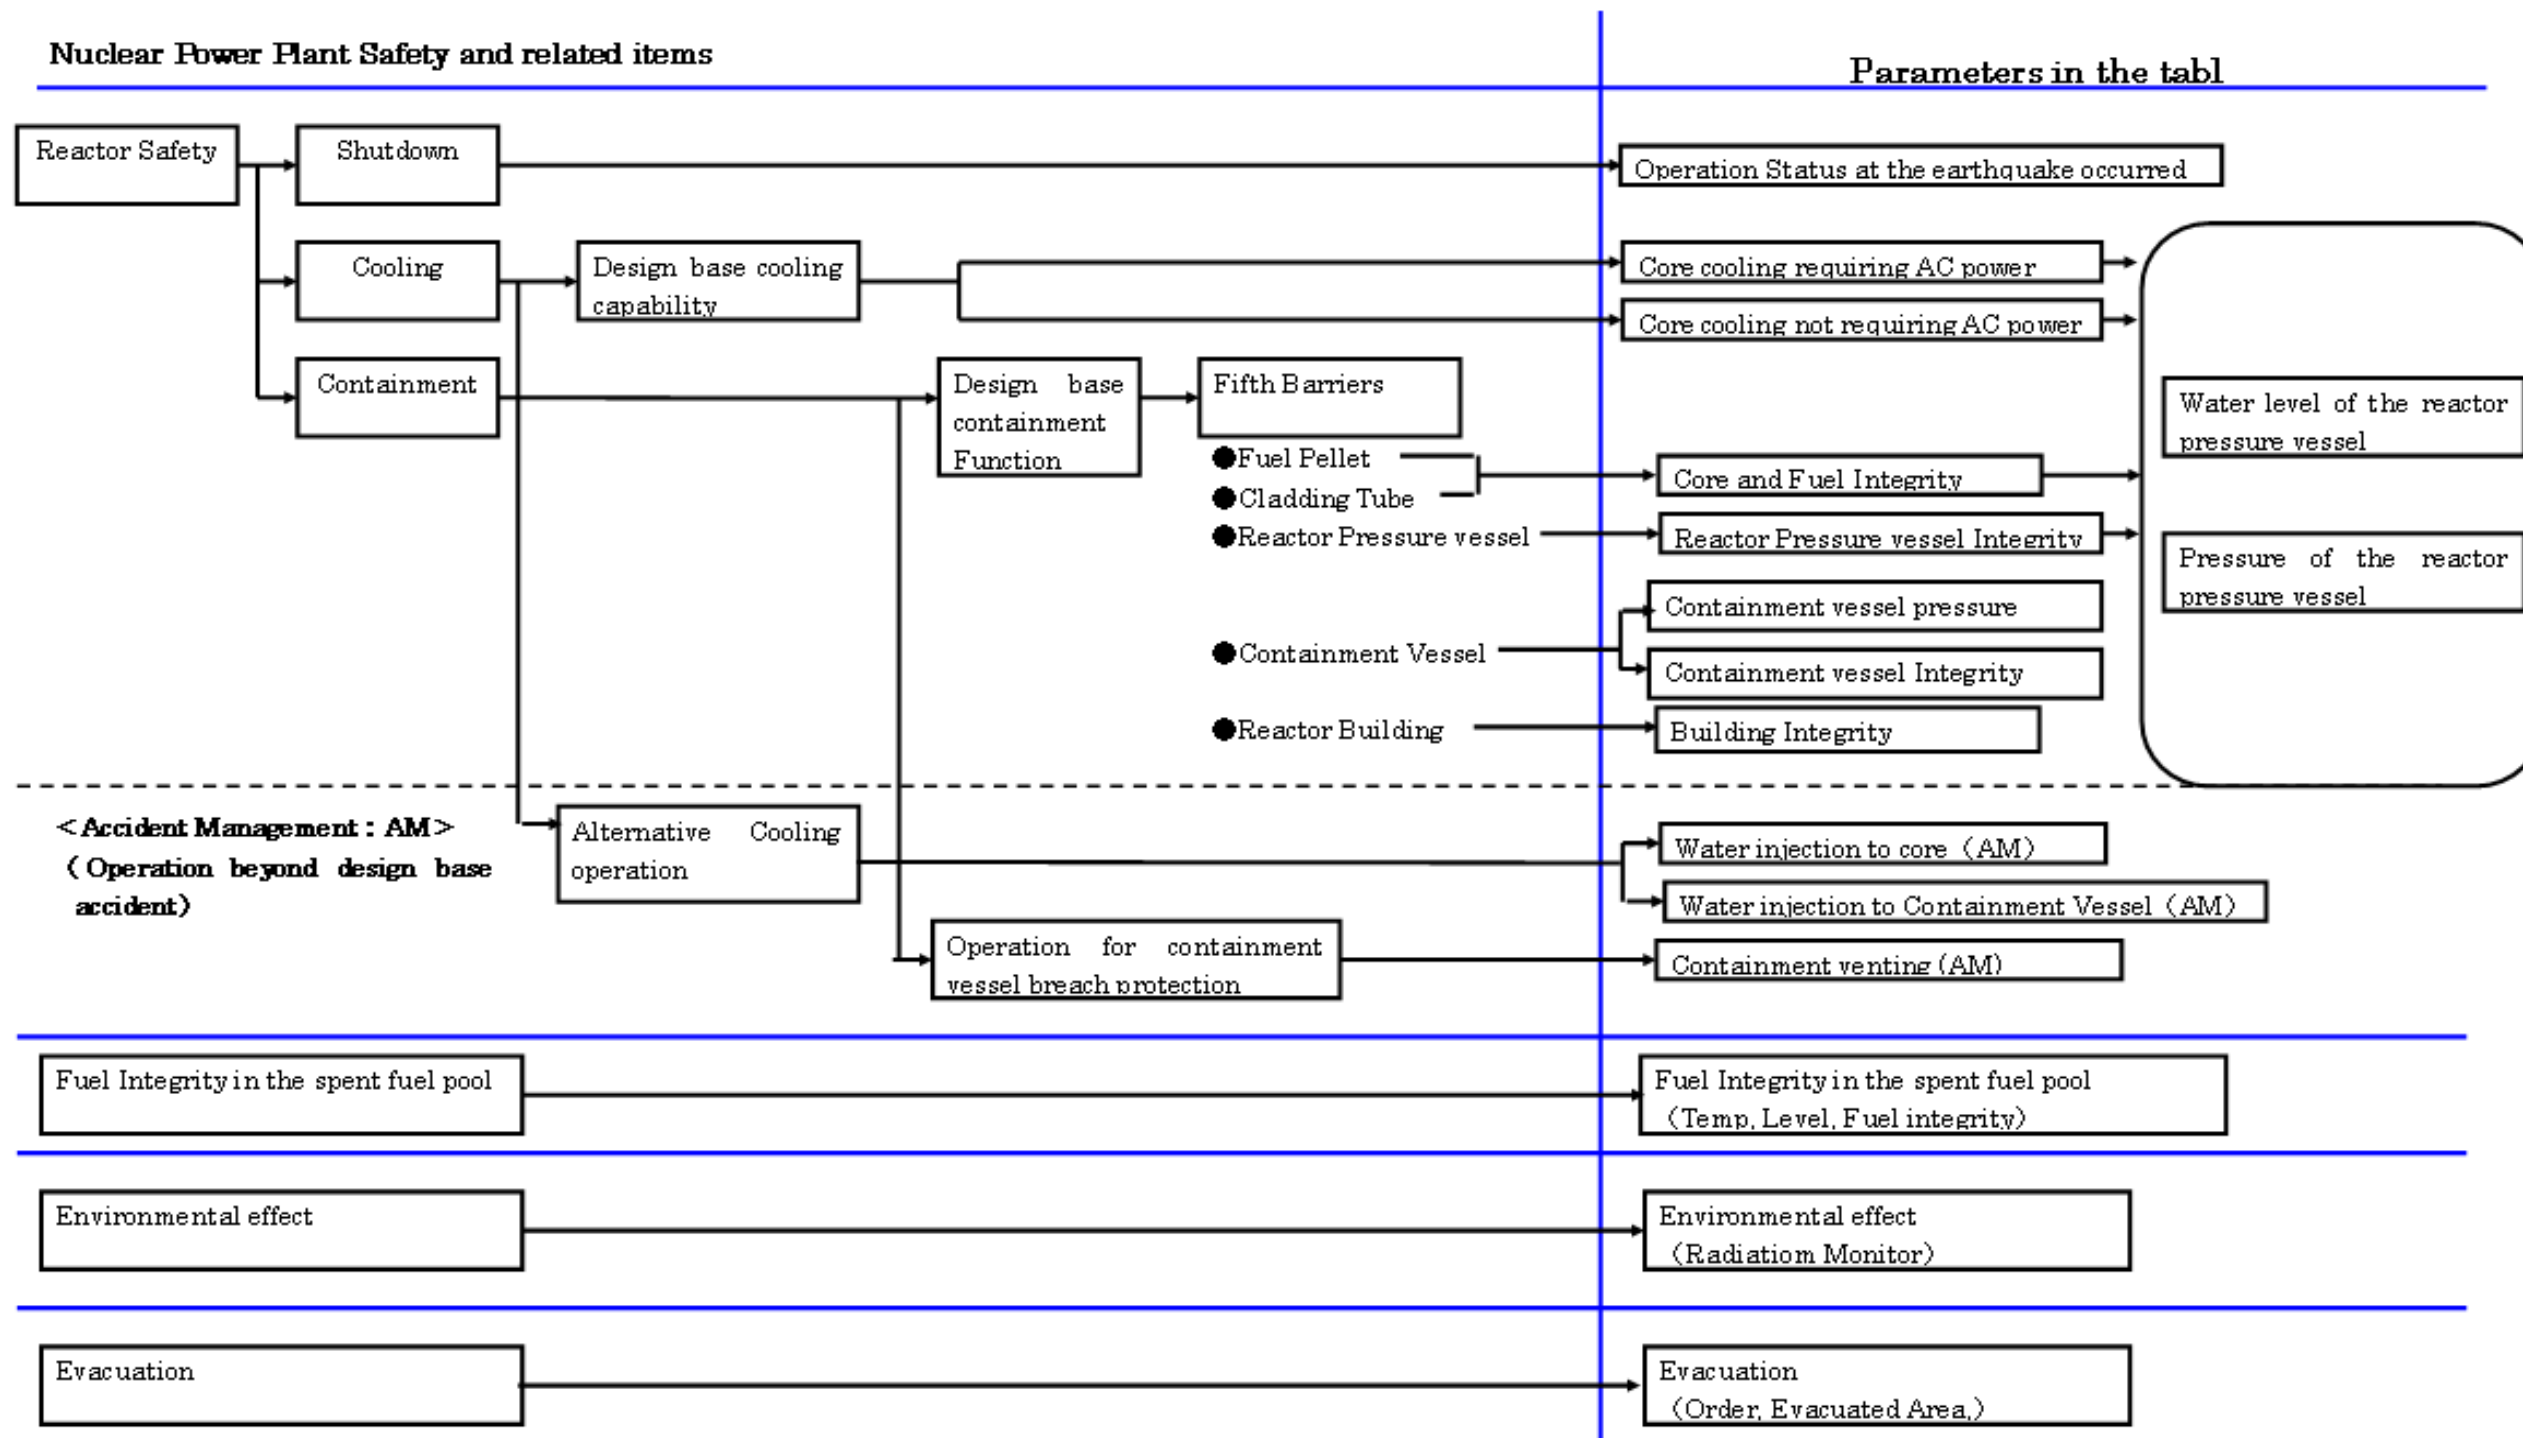 Nuclear Power Plant Safety and related items
Parameters in the tabl
Reactor Safety
Shutdown
Operation Status at the earthquake occurred
Cooling
Design base cooling
capability
Core cooling requiring AC power
Core cooling not requiring AC power
Containment
Design base
containment
Function
Fifth Barriers
●Fuel Pellet
●Cladding Tube
●Reactor Pressure vessel
●Containment Vessel
●Reactor Building
Core and Fuel Integrity
Reactor Pressure vessel Integrity
Containment vessel pressure
Containment vessel Integrity
Building Integrity
Water level of the reactor
pressure vessel
Pressure of the reactor
pressure vessel
<Accident Management：AM>
（Operation beyond design base
accident）
Alternative Cooling
operation
Water injection to core（AM）
Water injection to Containment Vessel（AM）
Operation for containment
vessel breach protection
Containment venting (AM)
Fuel Integrity in the spent fuel pool
Fuel Integrity in the spent fuel pool
（Temp, Level, Fuel integrity）
Environmental effect
Environmental effect
（Radiatiom Monitor）
Evacuation
Evacuation
（Order, Evacuated Area,）